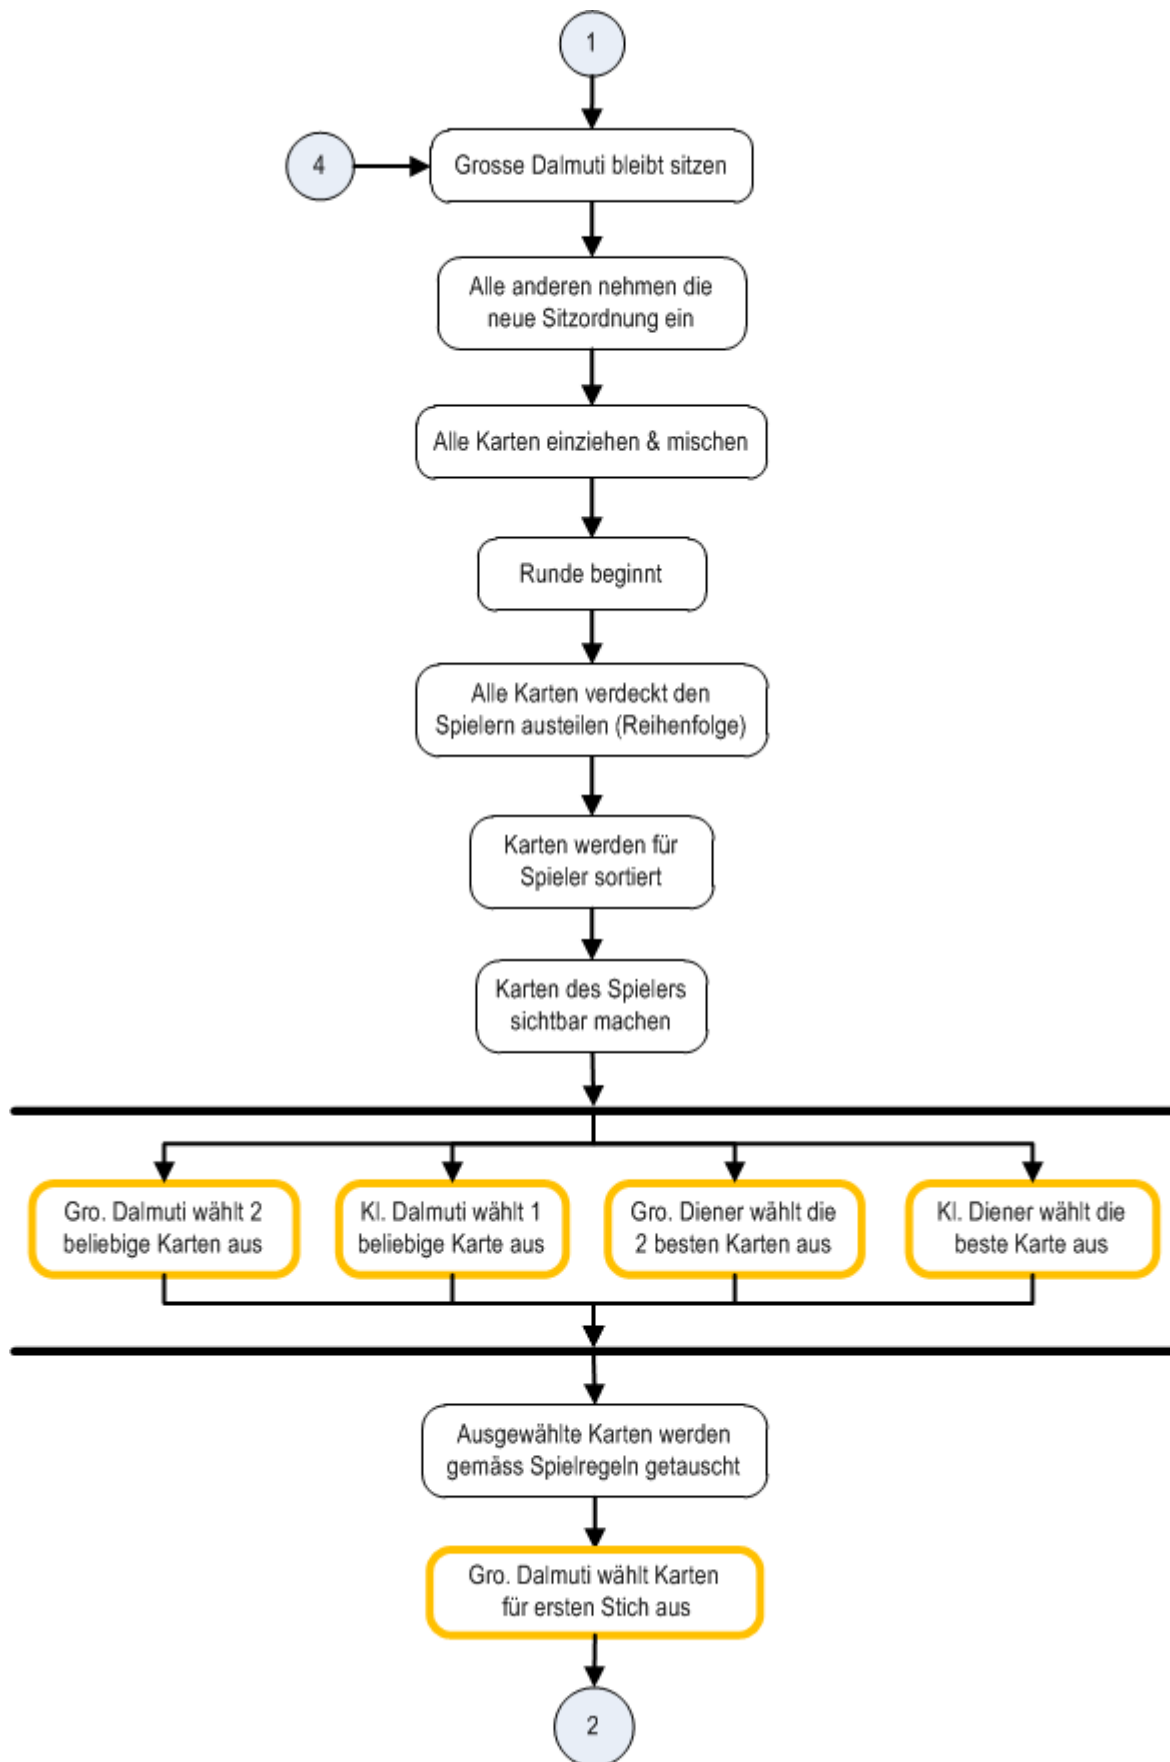 1
4
Grosse Dalmuti bleibt sitzen
Alle anderen nehmen die
neue Sitzordnung ein
Alle Karten einziehen & mischen
Runde beginnt
Alle Karten verdeckt den
Spielern austeilen (Reihenfolge)
Karten werden für
Spieler sortiert
Karten des Spielers
sichtbar machen
Gro. Dalmuti wählt 2
beliebige Karten aus
Kl. Dalmuti wählt 1
beliebige Karte aus
Gro. Diener wählt die
2 besten Karten aus
Kl. Diener wählt die
beste Karte aus
Ausgewählte Karten werden
gemäss Spielregeln getauscht
Gro. Dalmuti wählt Karten
für ersten Stich aus
2